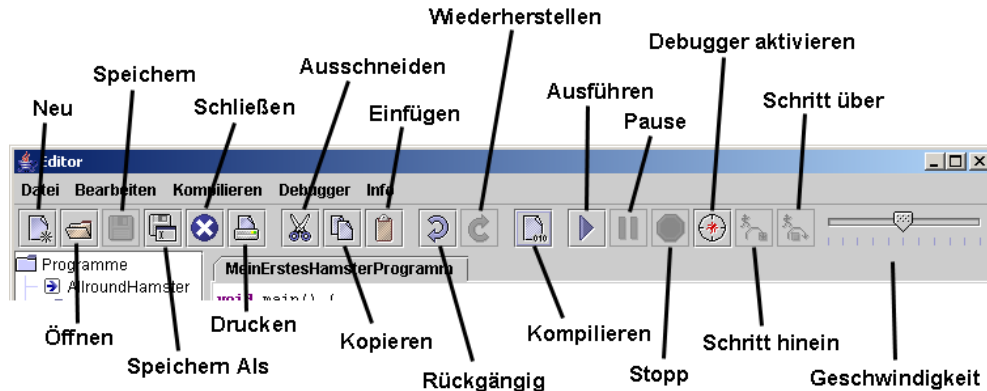 Wiederherstellen
Debugger aktivieren
Ausschneiden
Speichern
Ausführen
Schritt über
Neu
Schließen
Einfügen
Pause
Editor
Datei Bearbeiten Kompilieren Debugger Info
010
Programme
MeinErstesHamsterProgramm
AllroundHamster
void main() {
Öffnen
Drucken
Kopieren
Kompilieren
Schritt hinein
Speichern Als
Rückgängig
Stopp
Geschwindigkeit